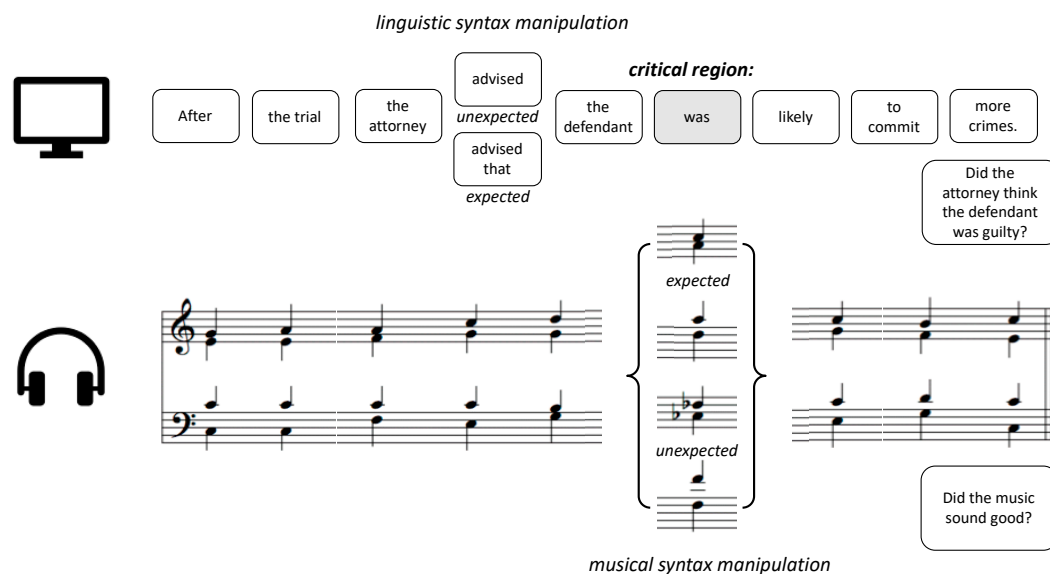 linguistic syntax manipulation
critical region:
After
the trial
the
attorney
advised
unexpected
advised
that
expected
the
defendant
was
likely
to
commit
more
crimes.
Did the
attorney think
the defendant
was guilty?
expected
unexpected
Did the music
sound good?
musical syntax manipulation